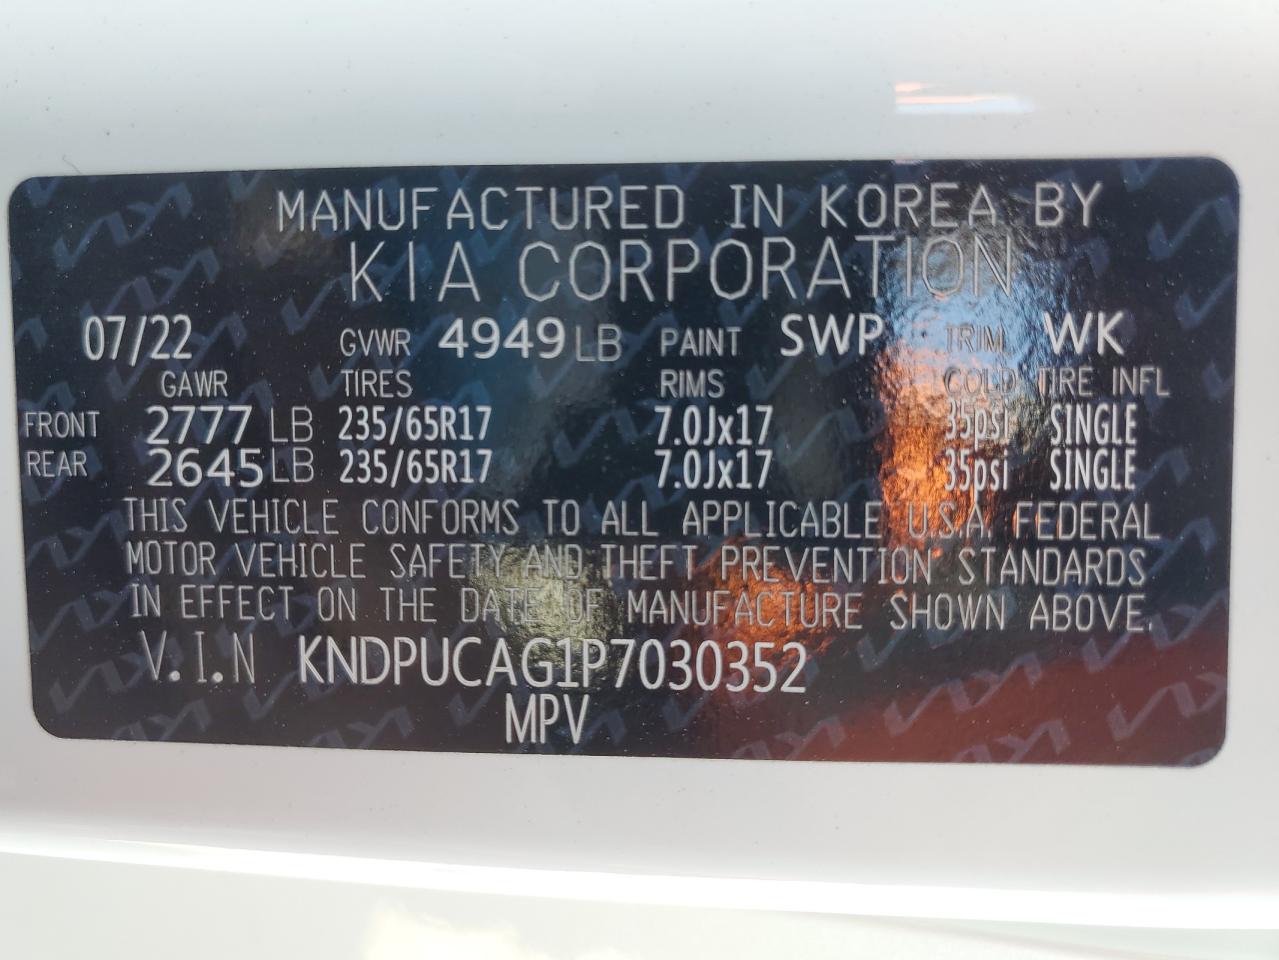 MANUFACTURED IN KOREA BY
KIA CORPORATION
07/22 GVWR 4949 LB PAINT SWP TRIM WK
GAWR TIRES RIMS COLD TIRE INFL
FRONT 2777 LB 235/65R17 7.0Jx17 35psi SINGLE
REAR 2645 LB 235/65R17 7.0Jx17 35psi SINGLE
THIS VEHICLE CONFORMS TO ALL APPLICABLE U.S.A. FEDERAL
MOTOR VEHICLE SAFETY AND THEFT PREVENTION STANDARDS
IN EFFECT ON THE DATE OF MANUFACTURE SHOWN ABOVE.
V.I.N KNDPUCAG1P7030352
MPV